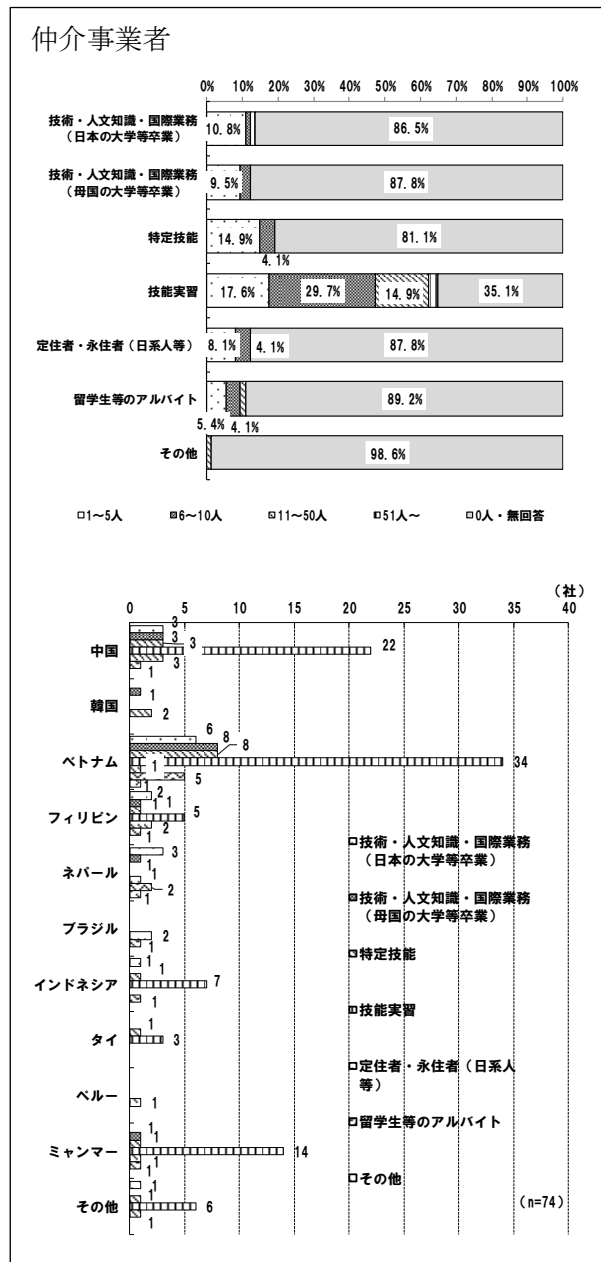 仲介事業者
0% 10% 20% 30% 40% 50% 60% 70% 80% 90% 100%
技術・人文知識・国際業務
（日本の大学等卒業）
10.8% 86.5%
技術・人文知識・国際業務
（母国の大学等卒業）
9.5% 87.8%
特定技能
14.9% 81.1%
4.1%
技能実習
17.6% 29.7% 14.9% 35.1%
定住者・永住者（日系人等）
8.1% 4.1% 87.8%
留学生等のアルバイト
89.2%
5.4% 4.1%
その他
98.6%
1～5人 6～10人 11～50人 51人～ 0人・無回答
（社）
0 5 10 15 20 25 30 35 40
中国
3
3
3
22
3
1
韓国
1
2
ベトナム
6
8
8
34
1
5
1
フィリピン
2
1 1
5
2
1
ネパール
3
1
1
2
1
ブラジル
2
1
インドネシア
1
1
7
1
タイ
1
3
ペルー
1
ミャンマー
1
1
14
1
1
その他
1
1
6
1
技術・人文知識・国際業務
（日本の大学等卒業）
技術・人文知識・国際業務
（母国の大学等卒業）
特定技能
技能実習
定住者・永住者（日系人
等）
留学生等のアルバイト
その他
(n=74)